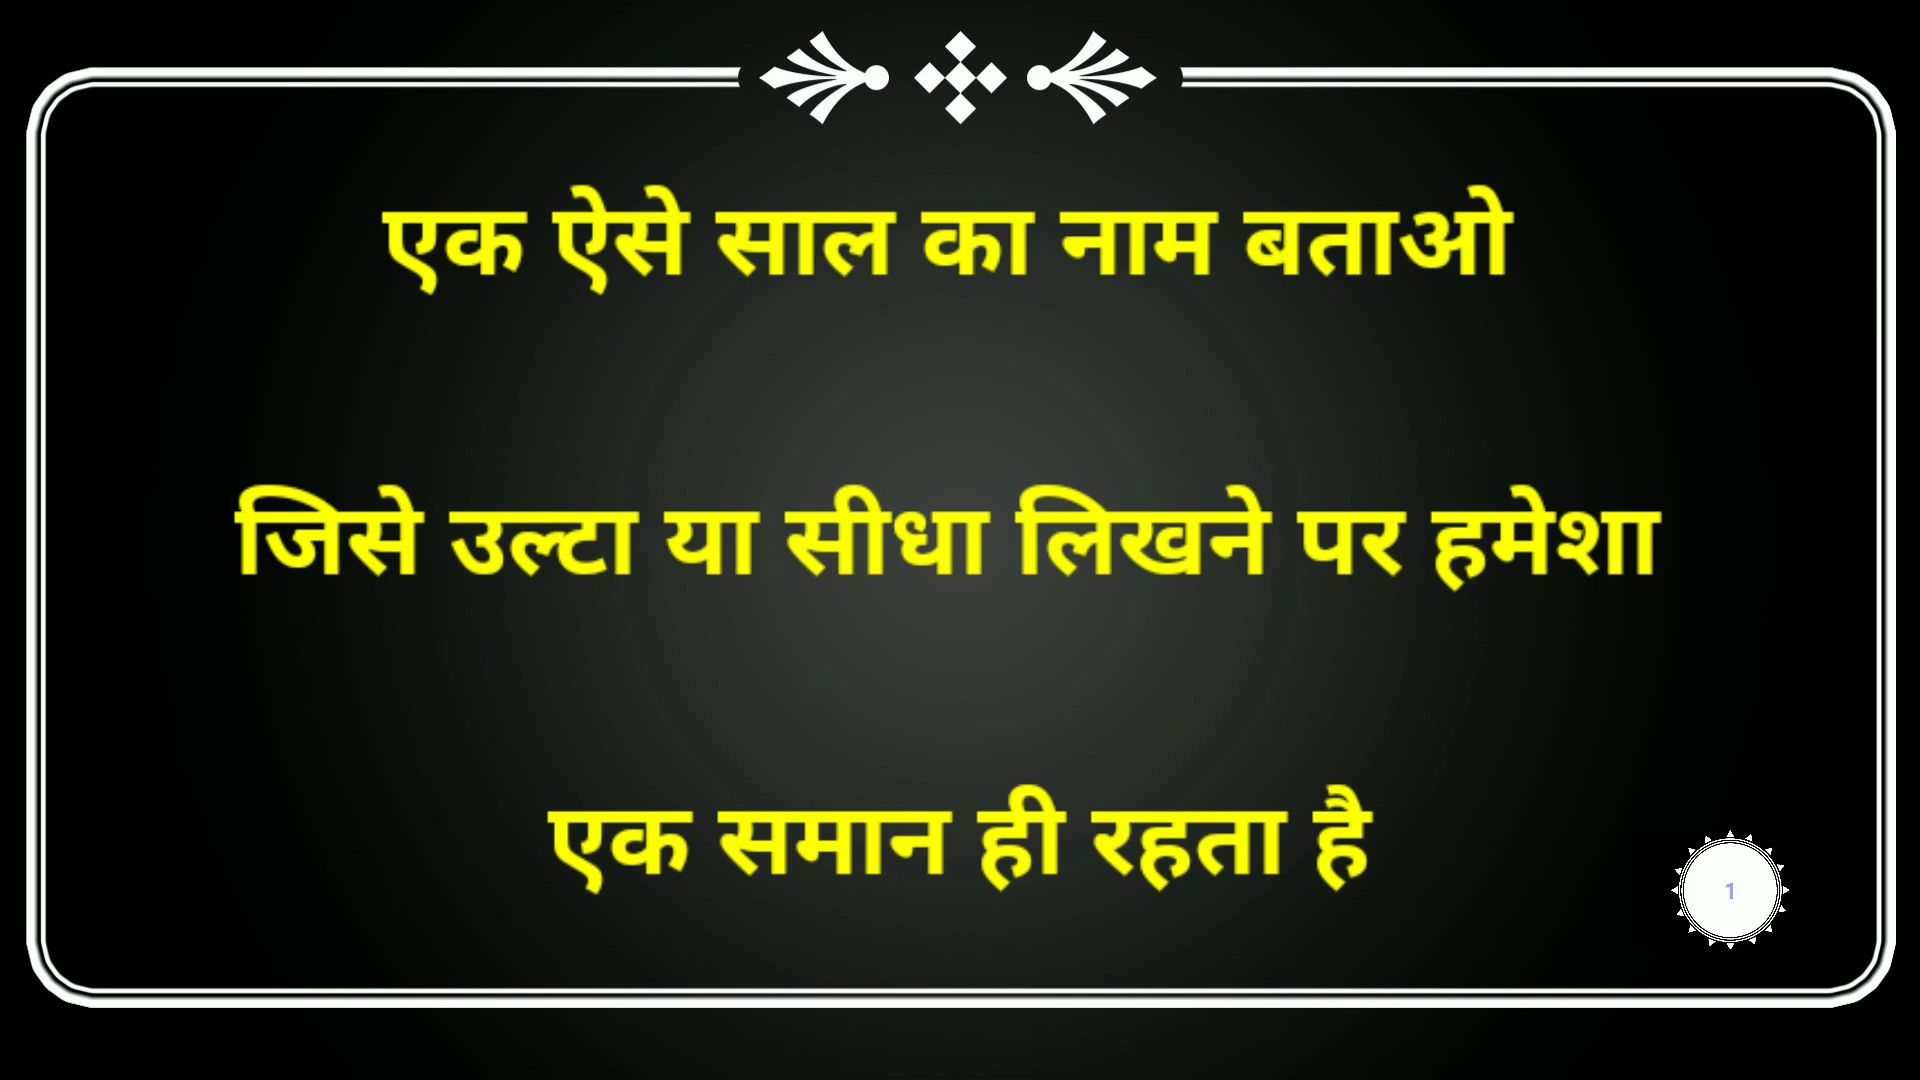 एक ऐसे साल का नाम बताओ
जिसे उल्टा या सीधा लिखने पर हमेशा
एक समान ही रहता है
1